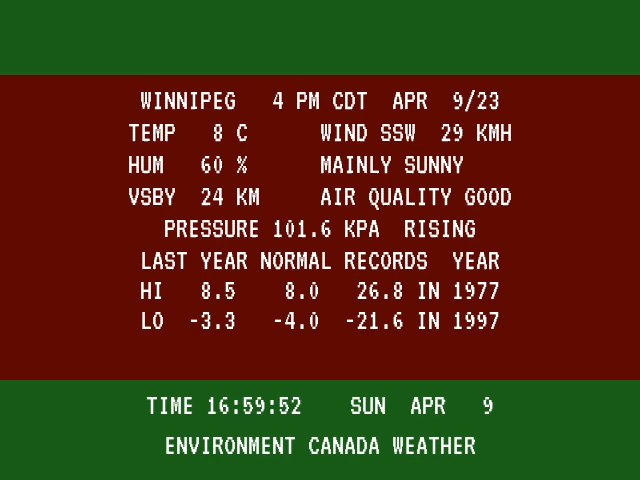 WINNIPEG 4 PM CDT APR 9/23
TEMP 8 C WIND SSW 29 KMH
HUM 60 % MAINLY SUNNY
VSBY 24 KM AIR QUALITY GOOD
PRESSURE 101.6 KPA RISING
LAST YEAR NORMAL RECORDS YEAR
HI 8.5 8.0 26.8 IN 1977
LO -3.3 -4.0 -21.6 IN 1997
TIME 16:59:52 SUN APR 9
ENVIRONMENT CANADA WEATHER